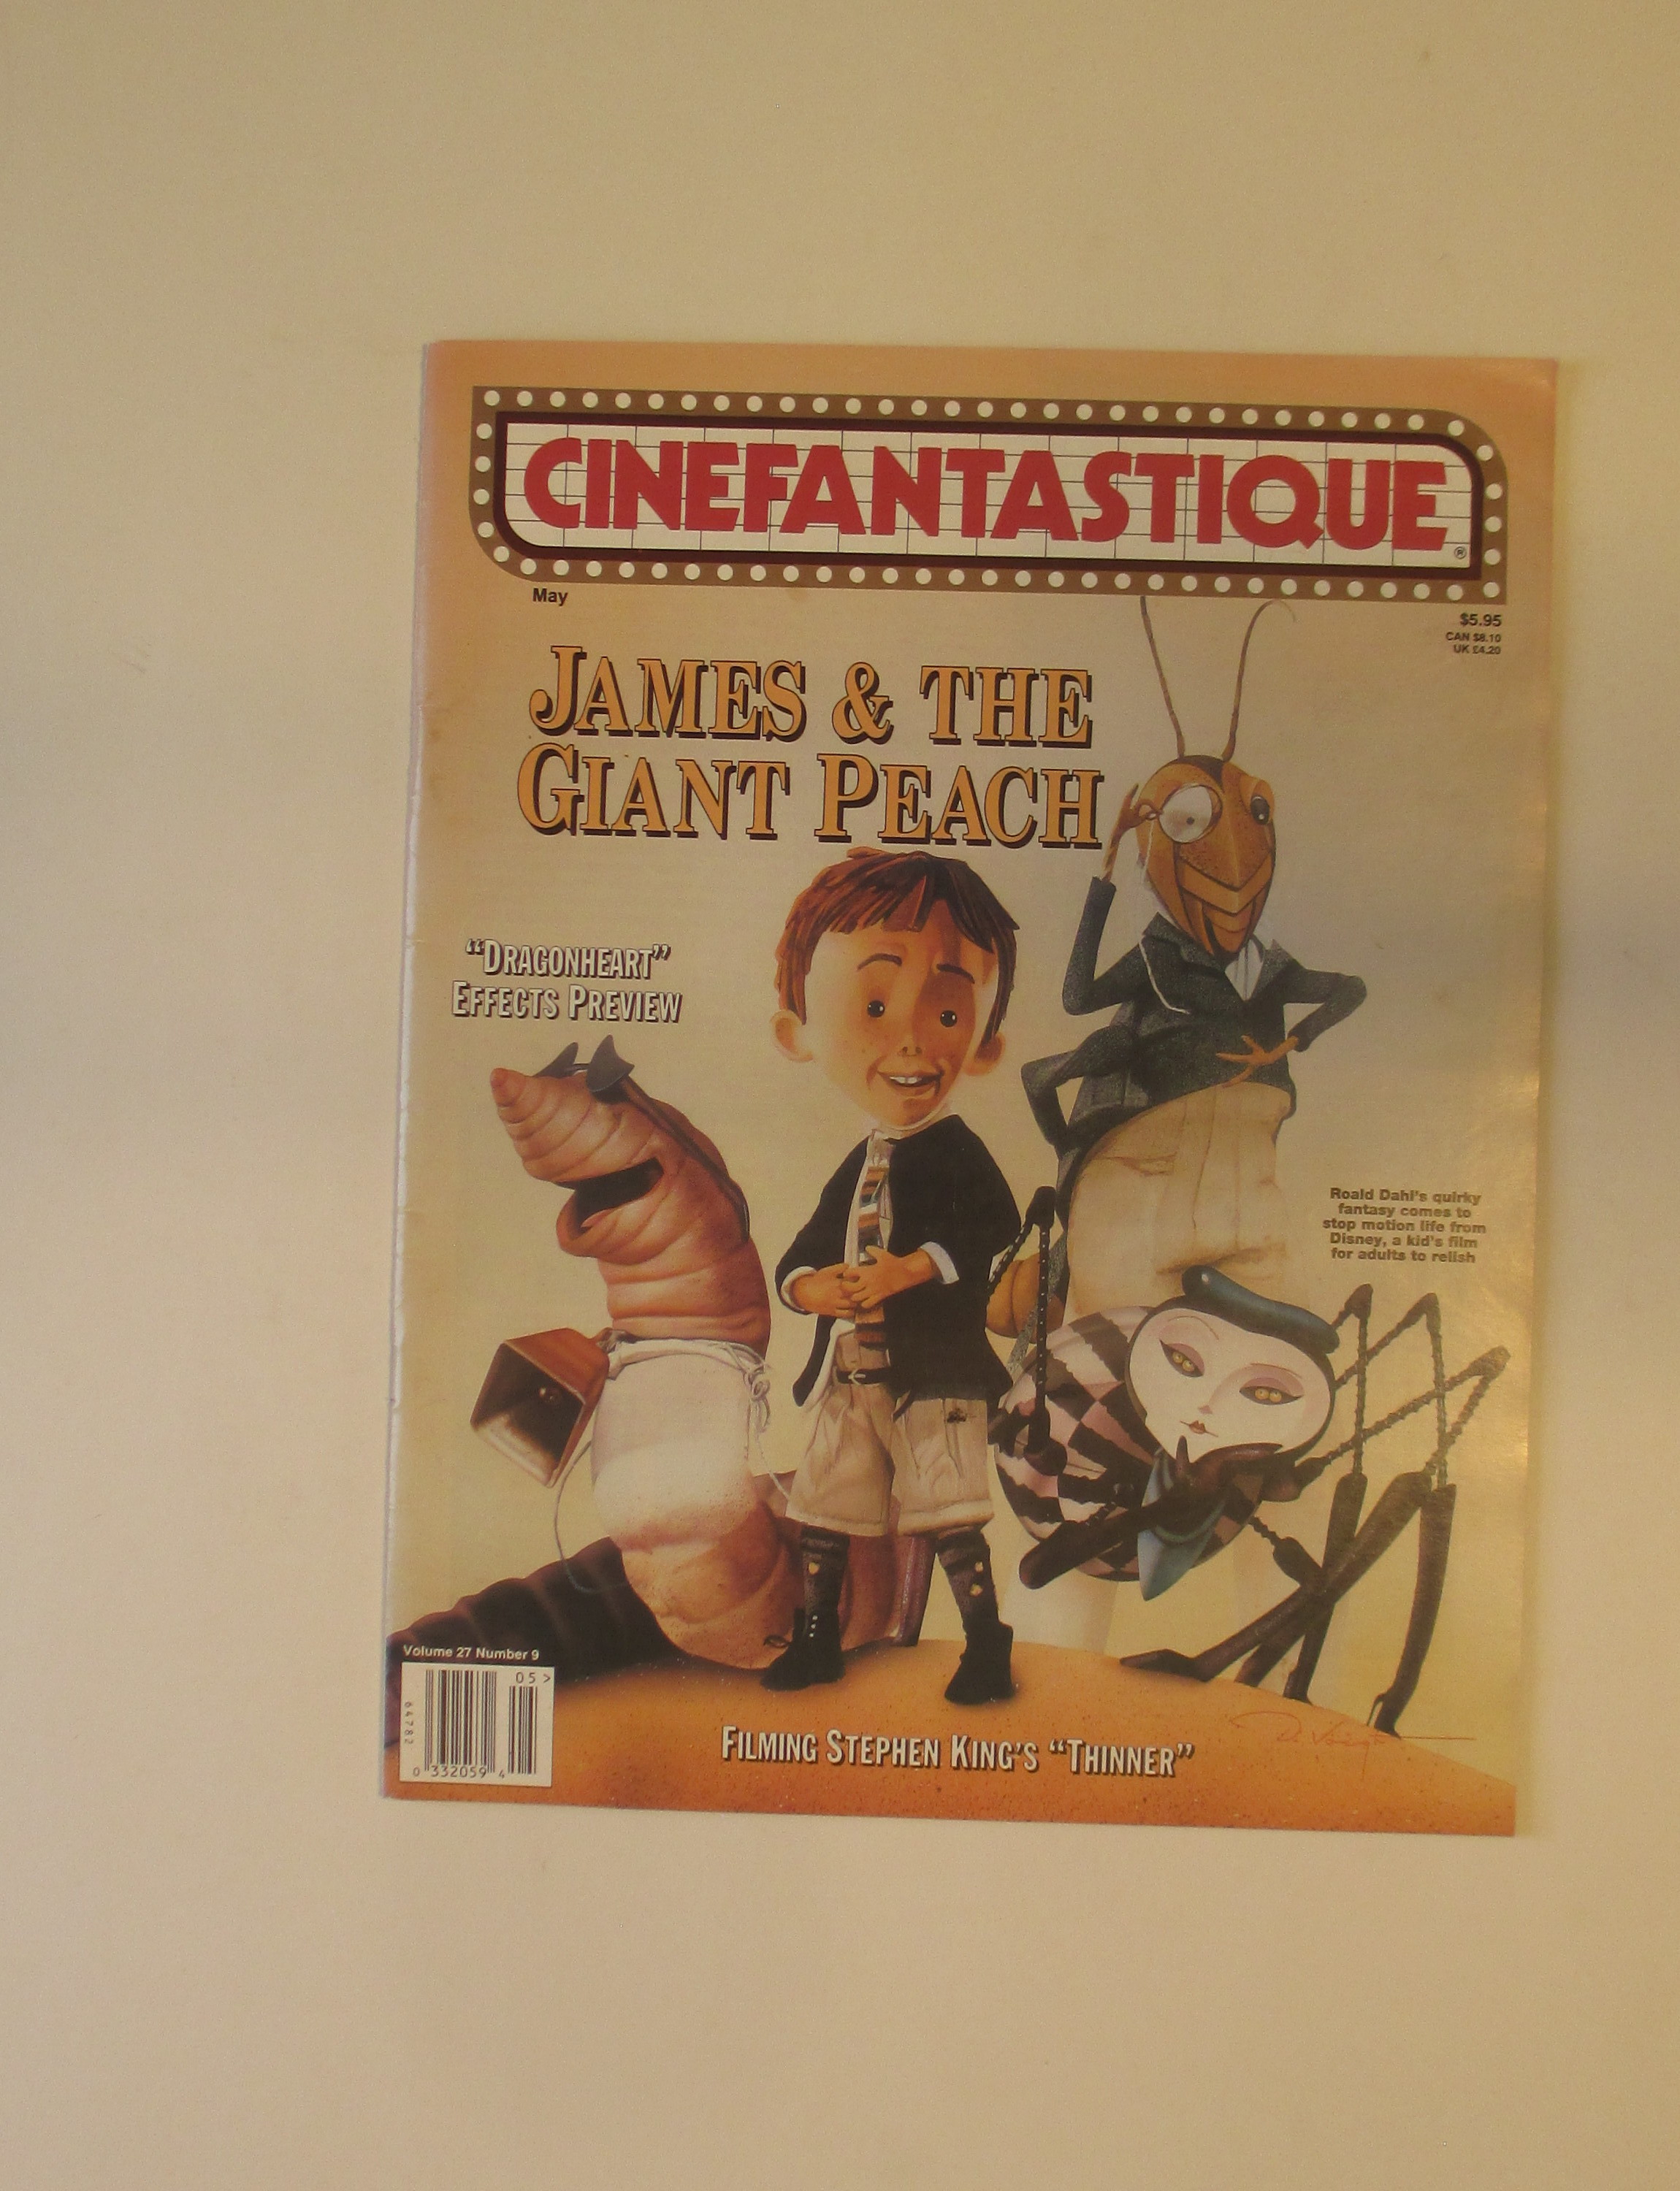 CINEFANTASTIQUE®
May
$5.95
CAN $8.10
UK £4.20
JAMES & THE
GIANT PEACH
“DRAGONHEART”
EFFECTS PREVIEW
Roald Dahl's quirky
fantasy comes to
stop motion life from
Disney, a kid's film
for adults to relish
Volume 27 Number 9
05>
64782
0 332059 4
FILMING STEPHEN KING'S “THINNER”